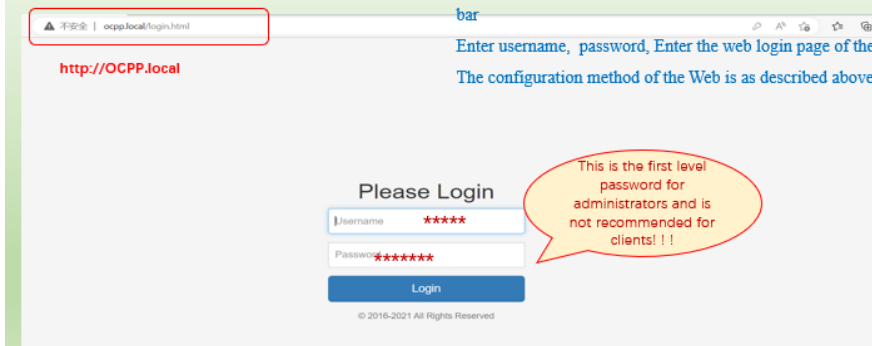 bar
不安全 | ocpp.local/login.html
Enter username, password, Enter the web login page of the
http://OCPP.local
The configuration method of the Web is as described above
This is the first level
password for
administrators and is
not recommended for
clients! ! !
Please Login
Username *****
Password *******
Login
© 2016-2021 All Rights Reserved